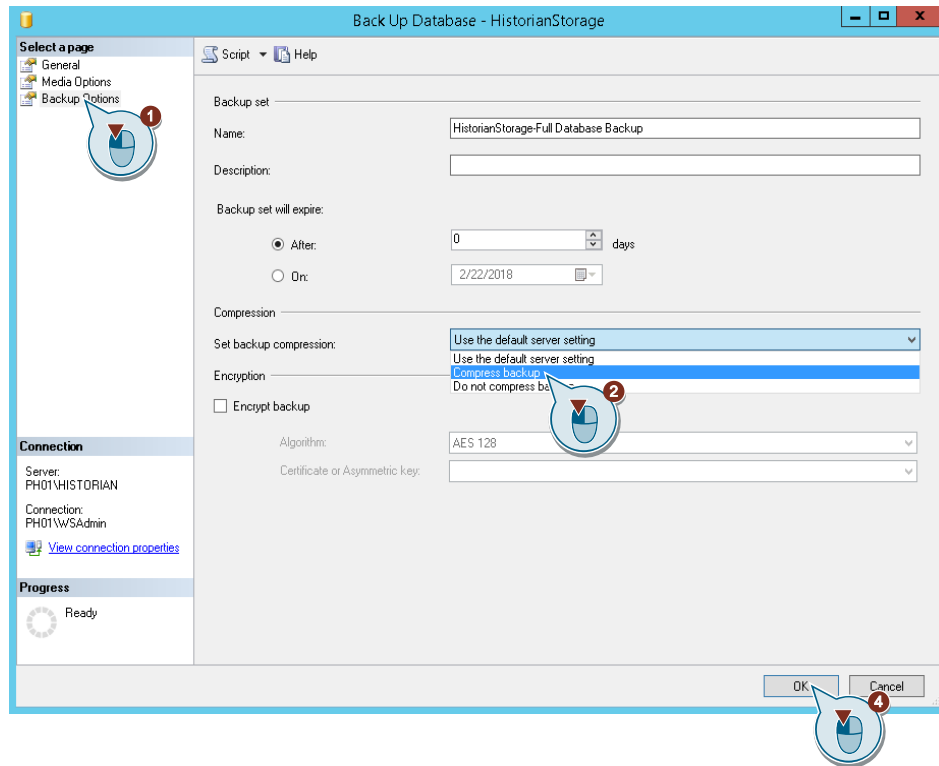 Back Up Database - HistorianStorage
Select a page
General
Media Options
Backup Options
1
Script Help
Backup set
Name: HistorianStorage-Full Database Backup
Description:
Backup set will expire:
After: 0 days
On: 2/22/2018
Compression
Set backup compression: Use the default server setting
Use the default server setting
Compress backup
Do not compress
2
Encryption
Encrypt backup
Algorithm: AES 128
Certificate or Asymmetric key:
Connection
Server:
PH01\HISTORIAN
Connection:
PH01\WSAdmin
View connection properties
Progress
Ready
OK Cancel
4